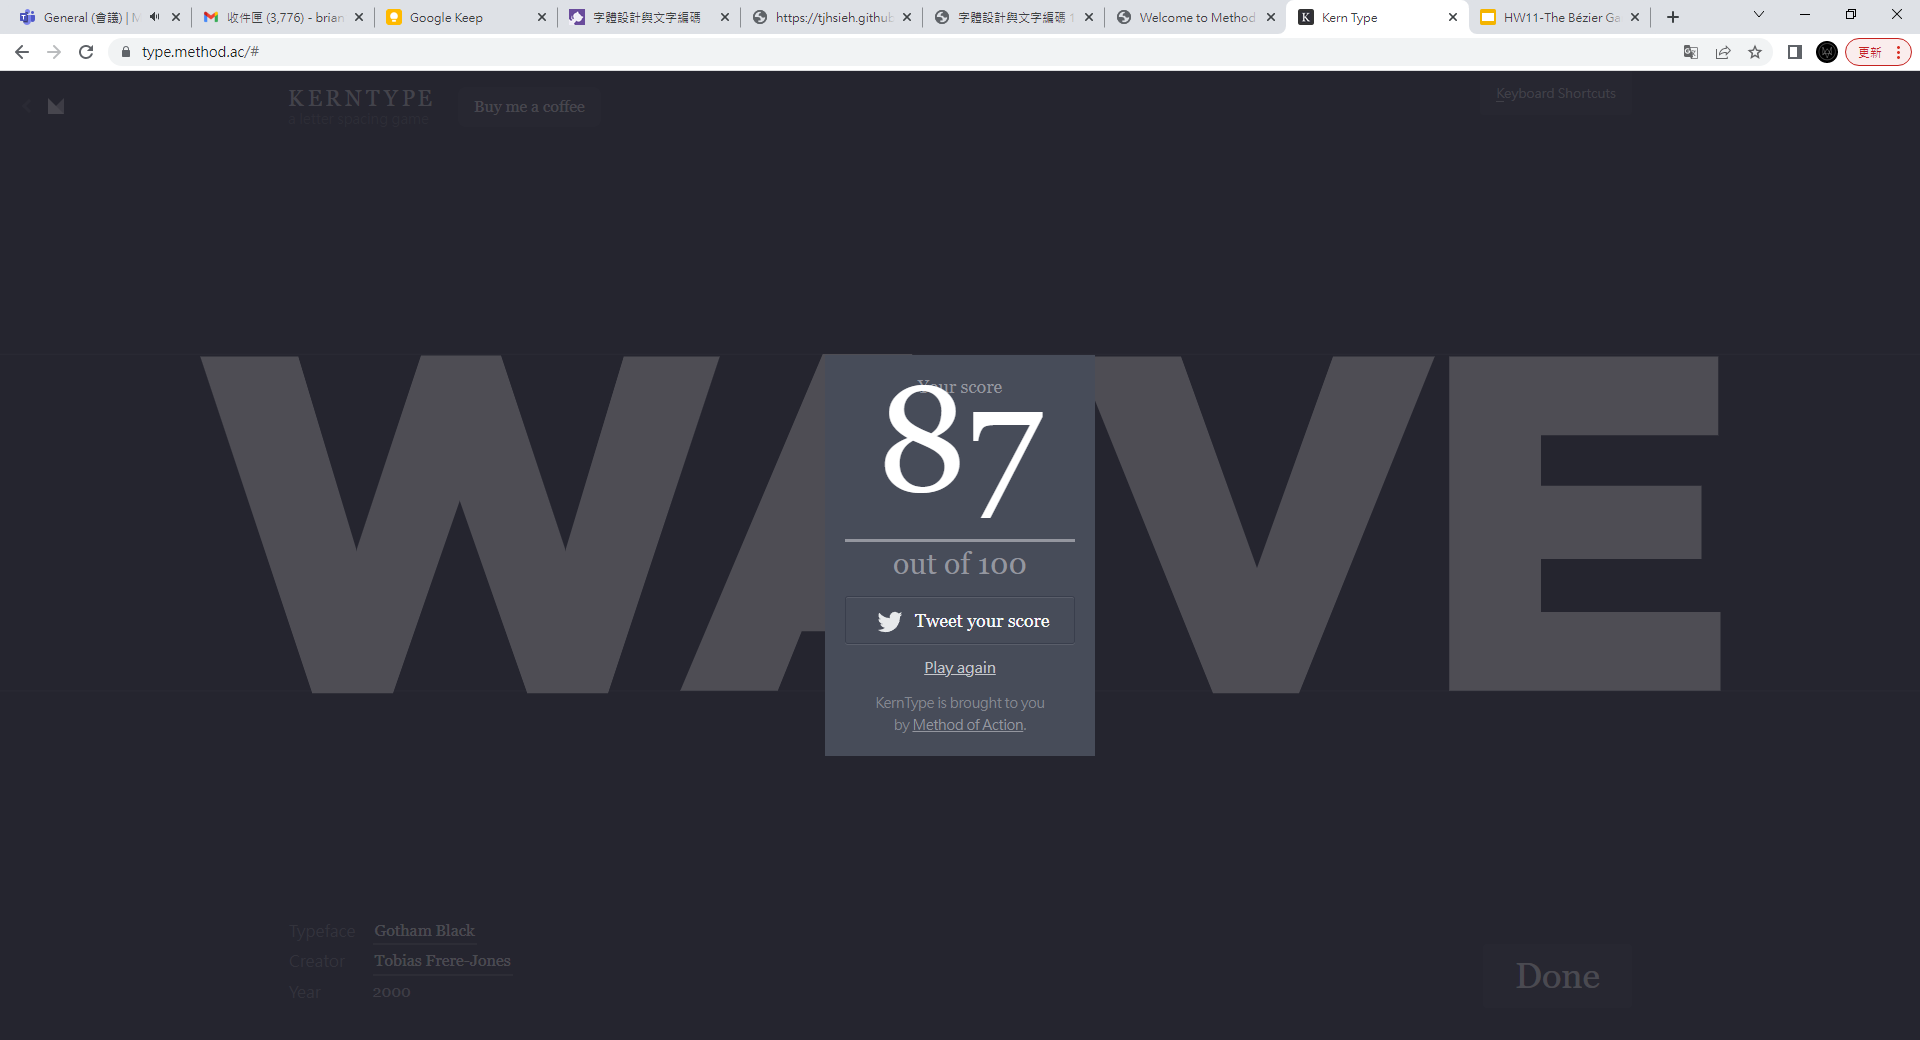 General (會議) | M
收件匣 (3,776) - brian
Google Keep
字體設計與文字編碼
https://tjhsieh.github
字體設計與文字編碼 1
Welcome to Method
Kern Type
HW11-The Bézier Ga
type.method.ac/#
更新
KERNTYPE
a letter spacing game
Buy me a coffee
Keyboard Shortcuts
WAVE
Your score
87
out of 100
Tweet your score
Play again
KernType is brought to you
by Method of Action.
Typeface Gotham Black
Creator Tobias Frere-Jones
Year 2000
Done